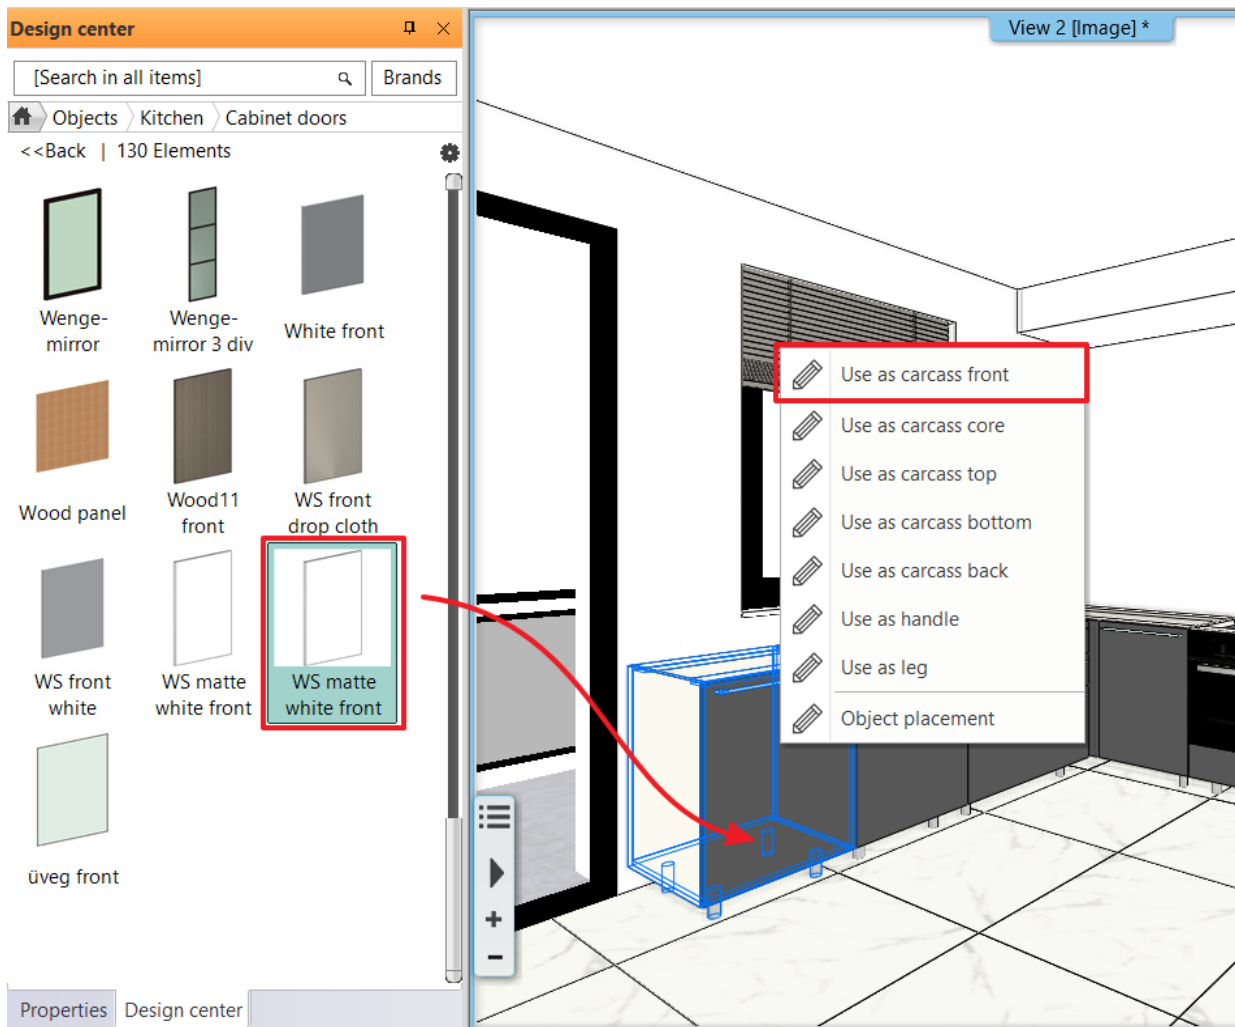 Design center
View 2 [Image] *
[Search in all items]
Brands
Objects
Kitchen
Cabinet doors
<<Back | 130 Elements
Wenge-
mirror
Wenge-
mirror 3 div
White front
Wood panel
Wood11
front
WS front
drop cloth
WS front
white
WS matte
white front
WS matte
white front
üveg front
Use as carcass front
Use as carcass core
Use as carcass top
Use as carcass bottom
Use as carcass back
Use as handle
Use as leg
Object placement
Properties
Design center